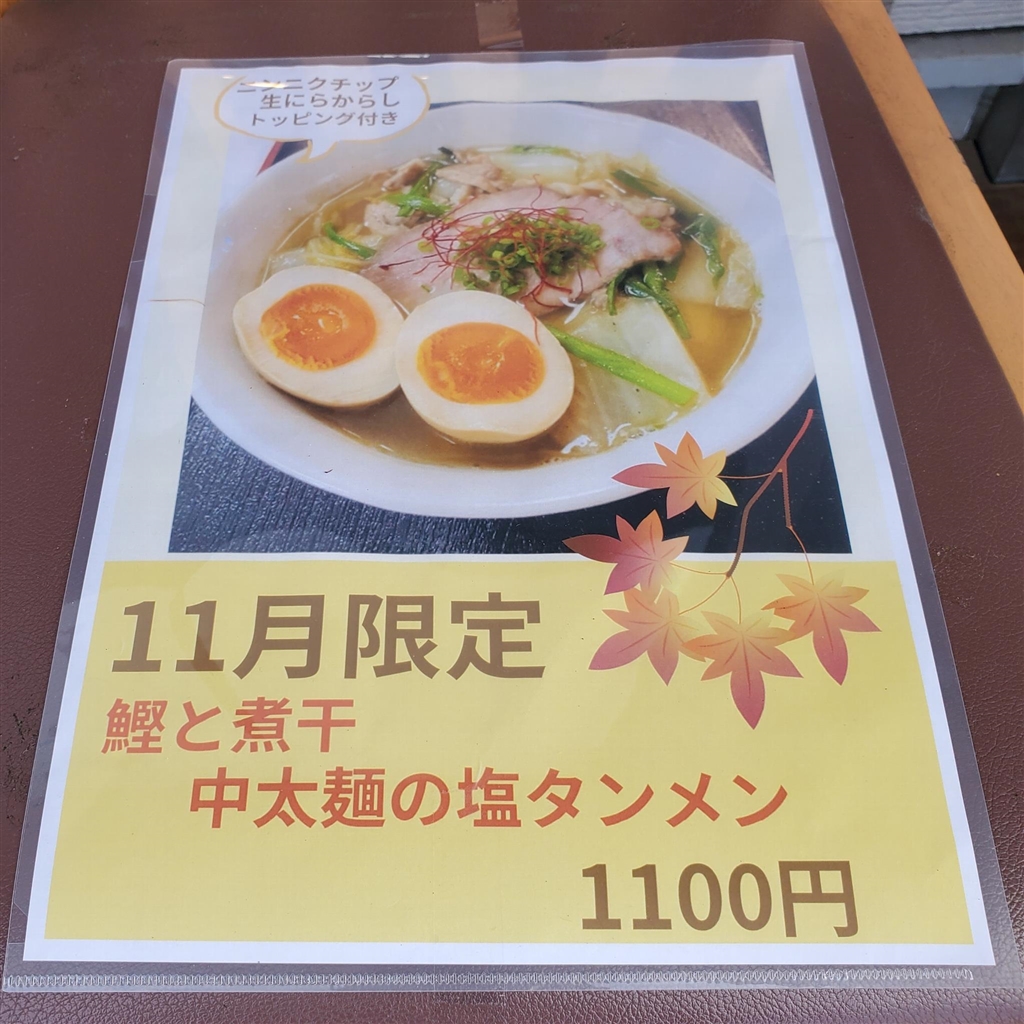 ニンニクチップ
生にらからし
トッピング付き
11月限定
鰹と煮干
中太麺の塩タンメン
1100円